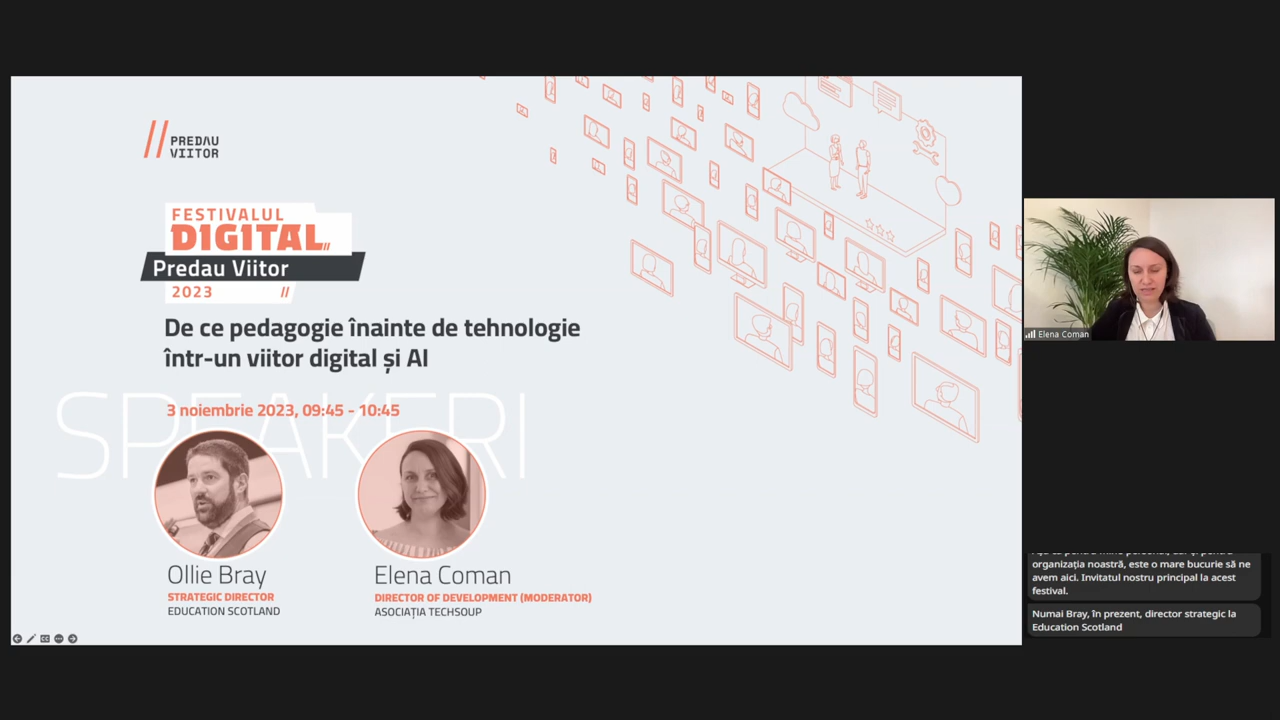 PREDAU
VIITOR
FESTIVALUL
DIGITAL//
Predau Viitor
2023 //
De ce pedagogie înainte de tehnologie
într-un viitor digital și AI
SPEAKERI
3 noiembrie 2023, 09:45 - 10:45
Ollie Bray
STRATEGIC DIRECTOR
EDUCATION SCOTLAND
Elena Coman
DIRECTOR OF DEVELOPMENT (MODERATOR)
ASOCIAȚIA TECHSOUP
Elena Coman
organizația noastră, este o mare bucurie să ne
avem aici. Invitatul nostru principal la acest
festival.
Numai Bray, în prezent, director strategic la
Education Scotland